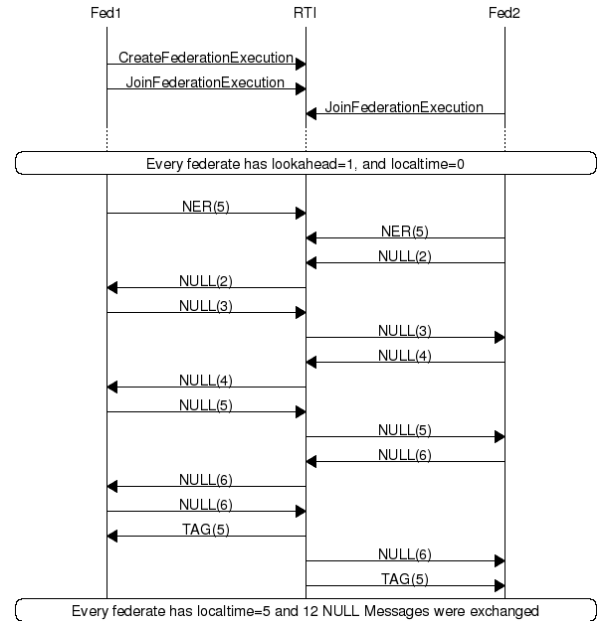 Fed1 RTI Fed2
CreateFederationExecution
JoinFederationExecution
JoinFederationExecution
Every federate has lookahead=1, and localtime=0
NER(5)
NER(5)
NULL(2)
NULL(2)
NULL(3)
NULL(3)
NULL(4)
NULL(4)
NULL(5)
NULL(5)
NULL(6)
NULL(6)
NULL(6)
TAG(5)
NULL(6)
TAG(5)
Every federate has localtime=5 and 12 NULL Messages were exchanged